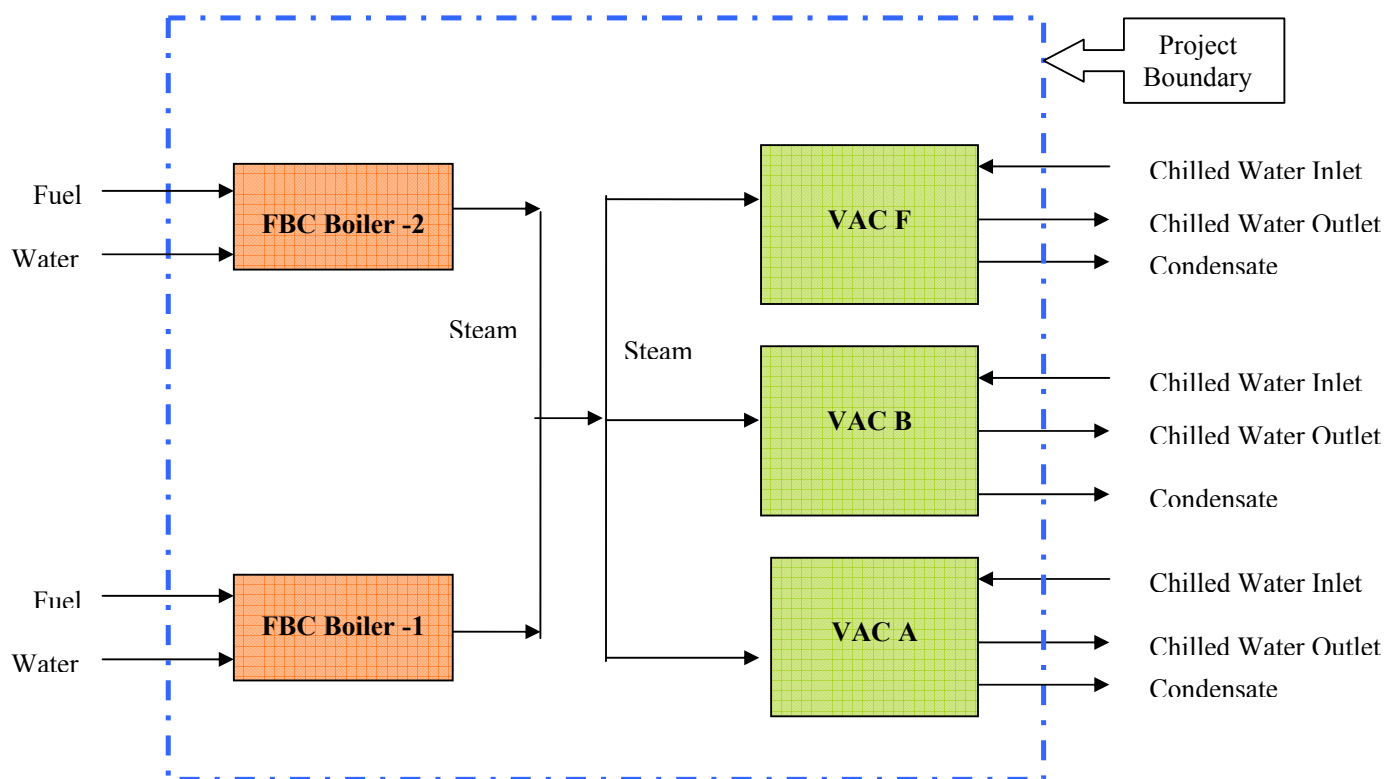 Project
Boundary
Fuel
Water
FBC Boiler -2
Steam
Steam
VAC F
Chilled Water Inlet
Chilled Water Outlet
Condensate
VAC B
Chilled Water Inlet
Chilled Water Outlet
Condensate
Fuel
Water
FBC Boiler -1
VAC A
Chilled Water Inlet
Chilled Water Outlet
Condensate